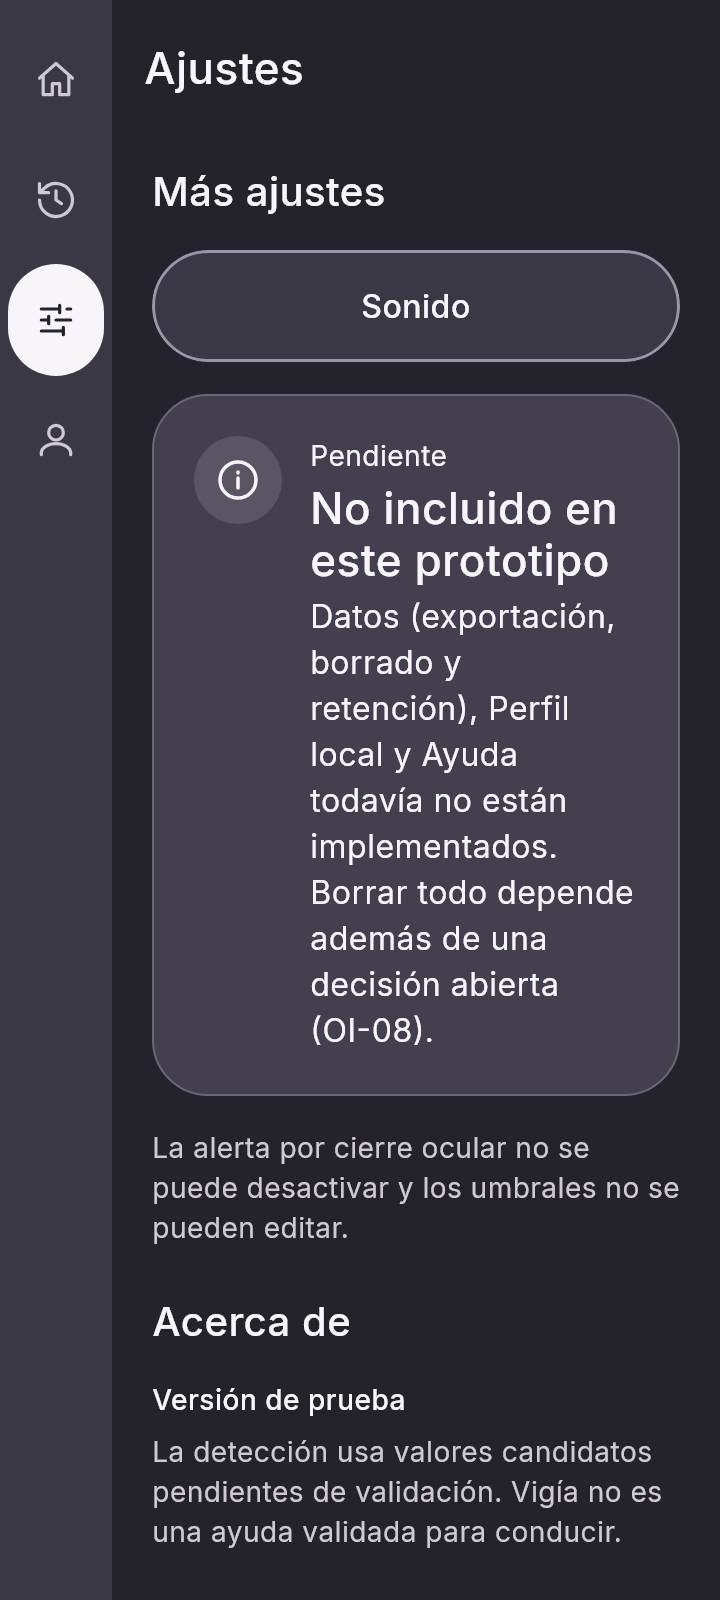 Ajustes
Más ajustes
Sonido
Pendiente
No incluido en
este prototipo
Datos (exportación,
borrado y
retención), Perfil
local y Ayuda
todavía no están
implementados.
Borrar todo depende
además de una
decisión abierta
(OI-08).
La alerta por cierre ocular no se
puede desactivar y los umbrales no se
pueden editar.
Acerca de
Versión de prueba
La detección usa valores candidatos
pendientes de validación. Vigía no es
una ayuda validada para conducir.